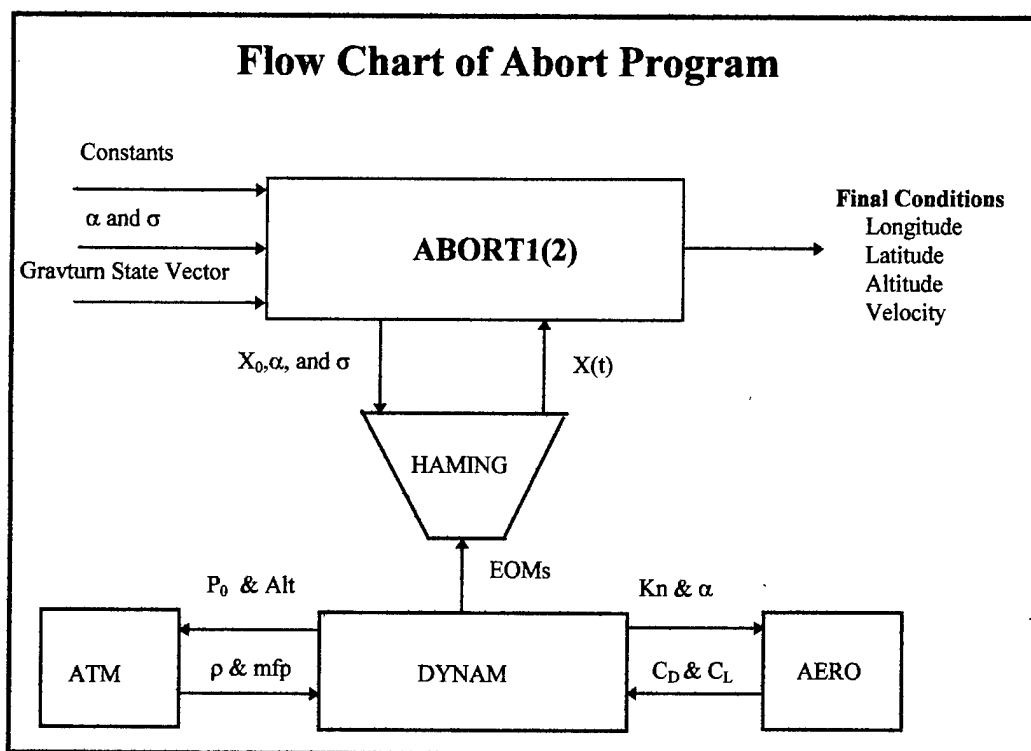 Flow Chart of Abort Program
Constants
α and σ
Gravturn State Vector
ABORT1(2)
Final Conditions
Longitude
Latitude
Altitude
Velocity
X₀,α, and σ
X(t)
HAMING
EOMs
P₀ & Alt
Kn & α
ATM
ρ & mfp
DYNAM
C_D & C_L
AERO